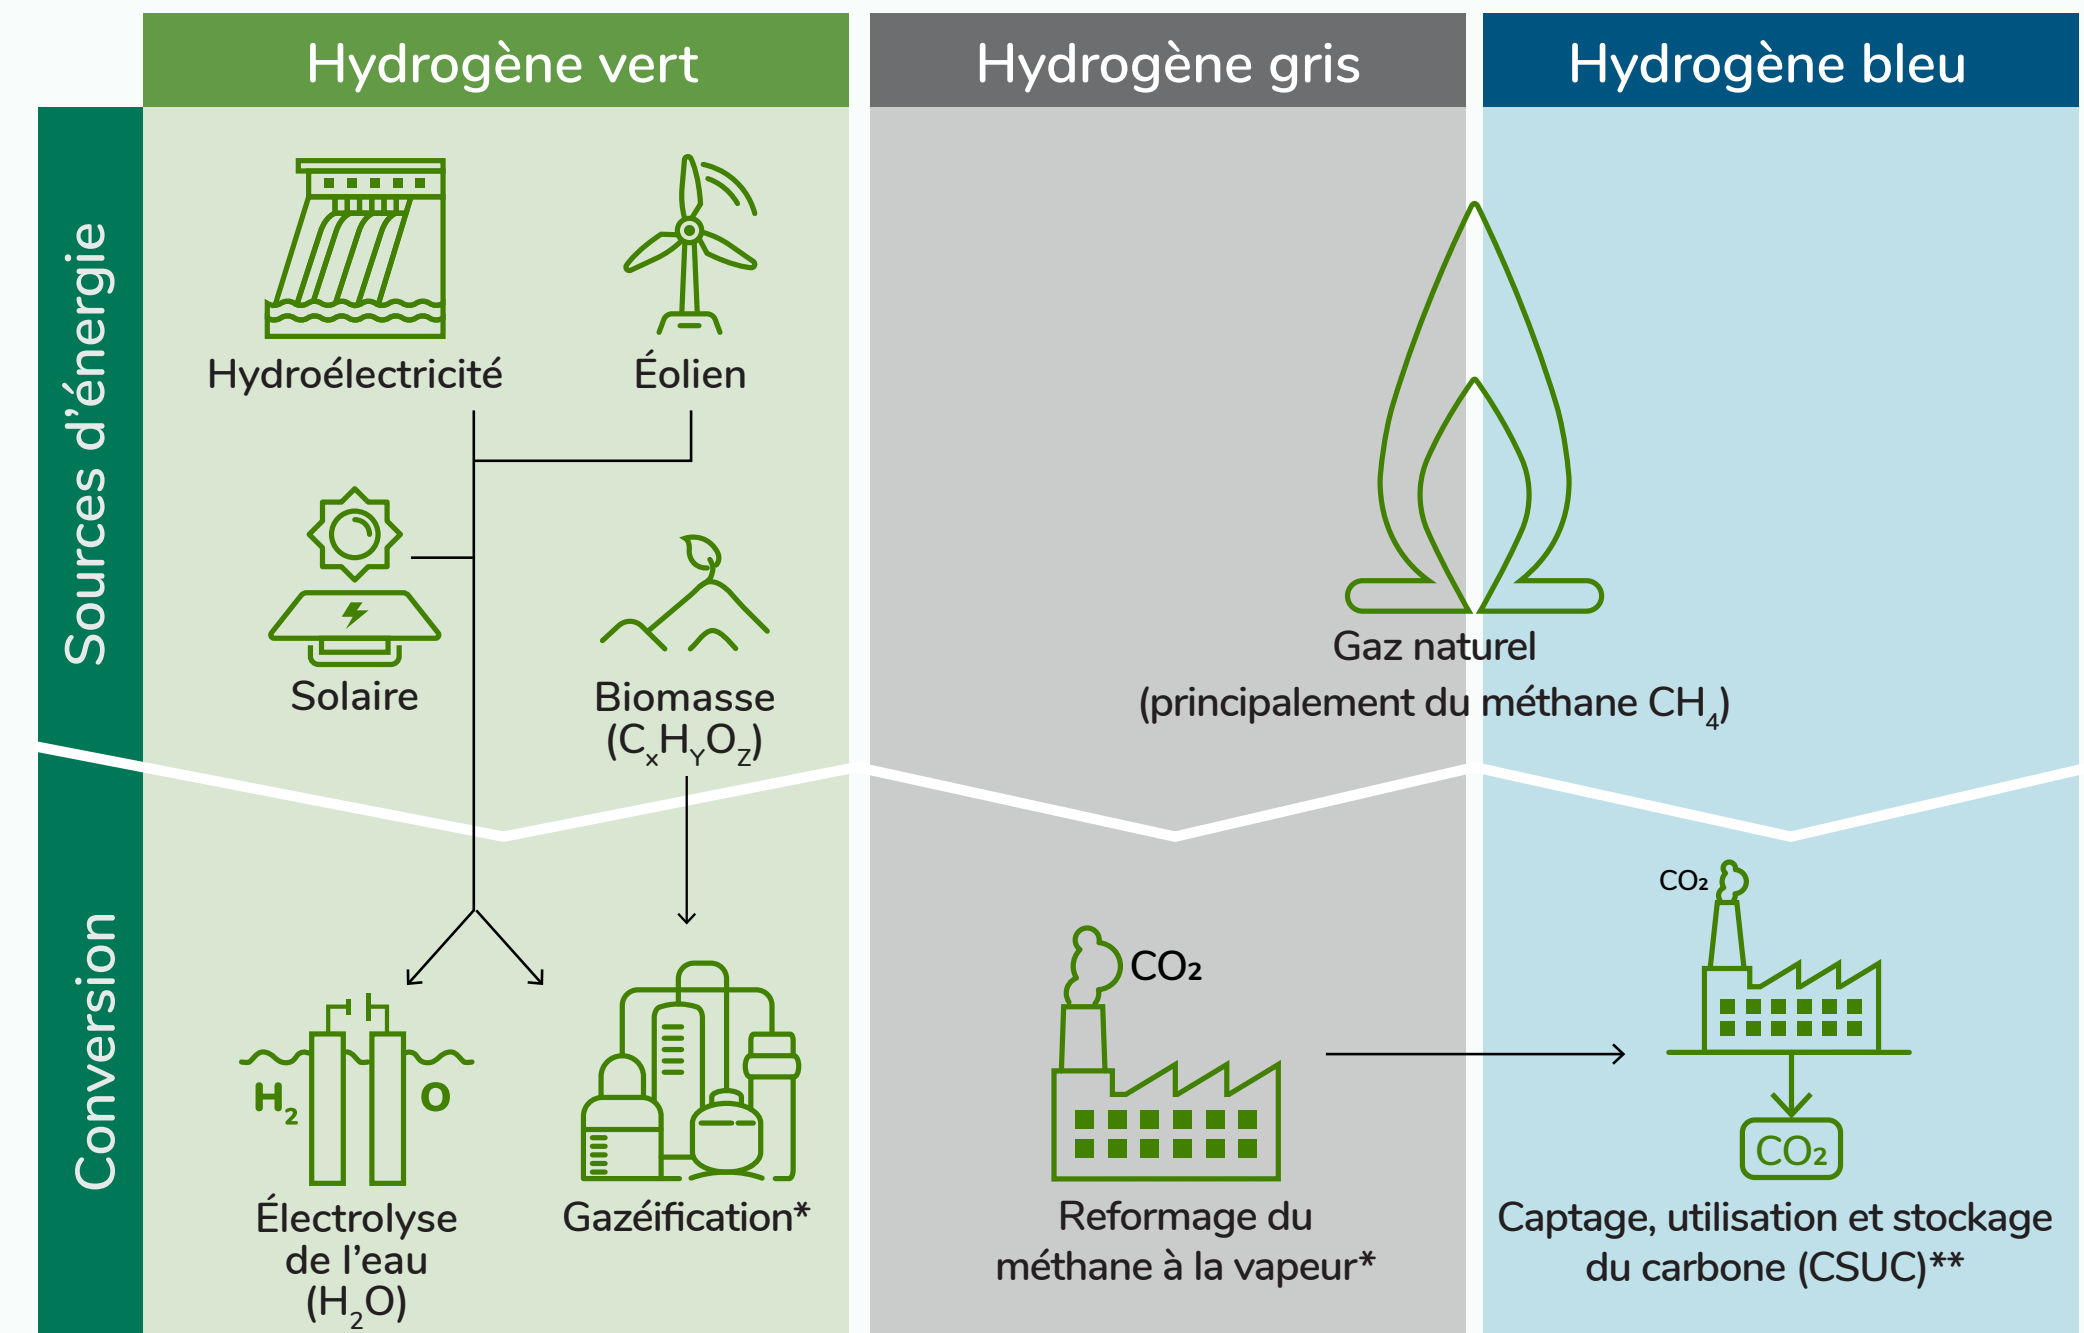 Hydrogène vert
Hydrogène gris
Hydrogène bleu
Sources d'énergie
Hydroélectricité
Éolien
Solaire
Biomasse
(CₓHᵧO_Z)
Gaz naturel
(principalement du méthane CH₄)
Conversion
H₂
O
Électrolyse
de l'eau
(H₂O)
Gazéification*
CO₂
Reformage du
méthane à la vapeur*
CO₂
CO₂
Captage, utilisation et stockage
du carbone (CSUC)**